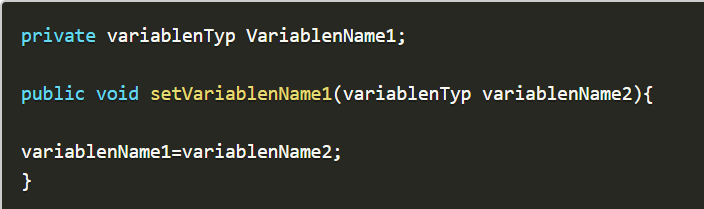 private variablenTyp VariablenName1;
public void setVariablenName1(variablenTyp variablenName2){
variablenName1=variablenName2;
}